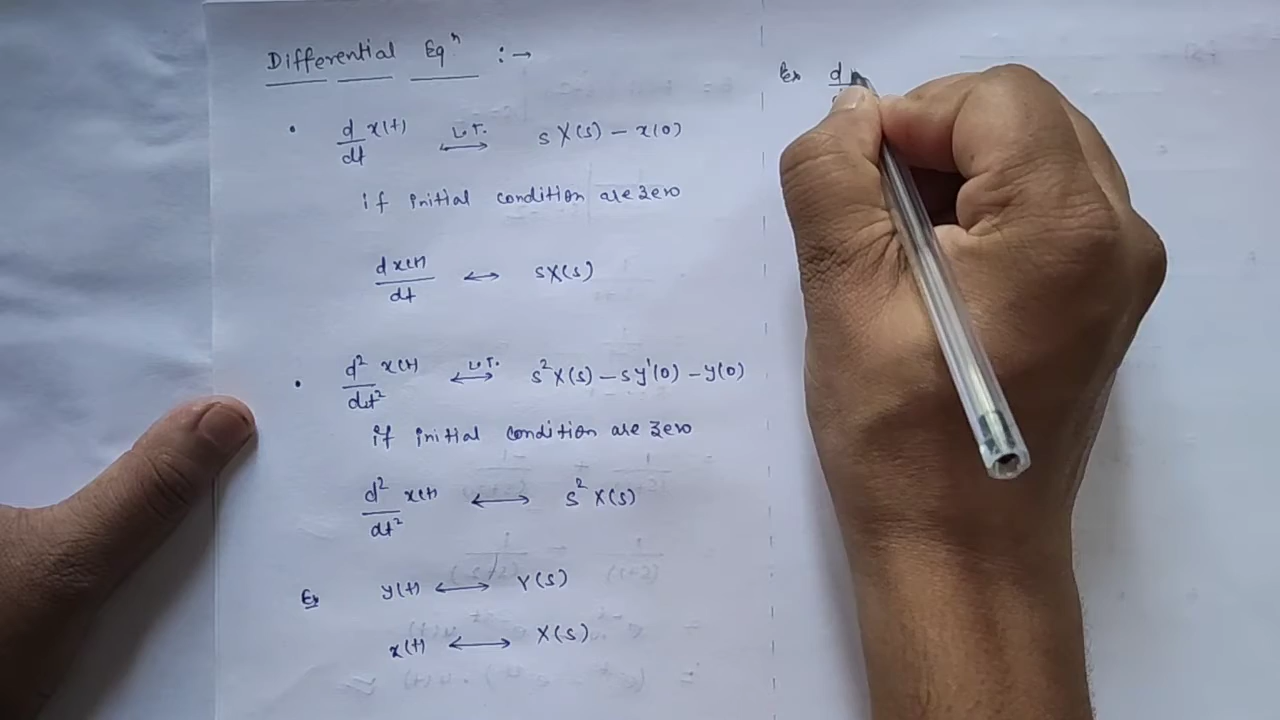 Differential Eqⁿ :→
• d/dt x(t) L.T. ⟷ sX(s) − x(0)
if initial condition are zero
dx(t)/dt ⟷ sX(s)
• d²/dt² x(t) L.T. ⟷ s²X(s) − sy'(0) − y(0)
if initial condition are zero
d²/dt² x(t) ⟷ s² X(s)
Ex y(t) ⟷ Y(s)
x(t) ⟷ X(s)
Ex d